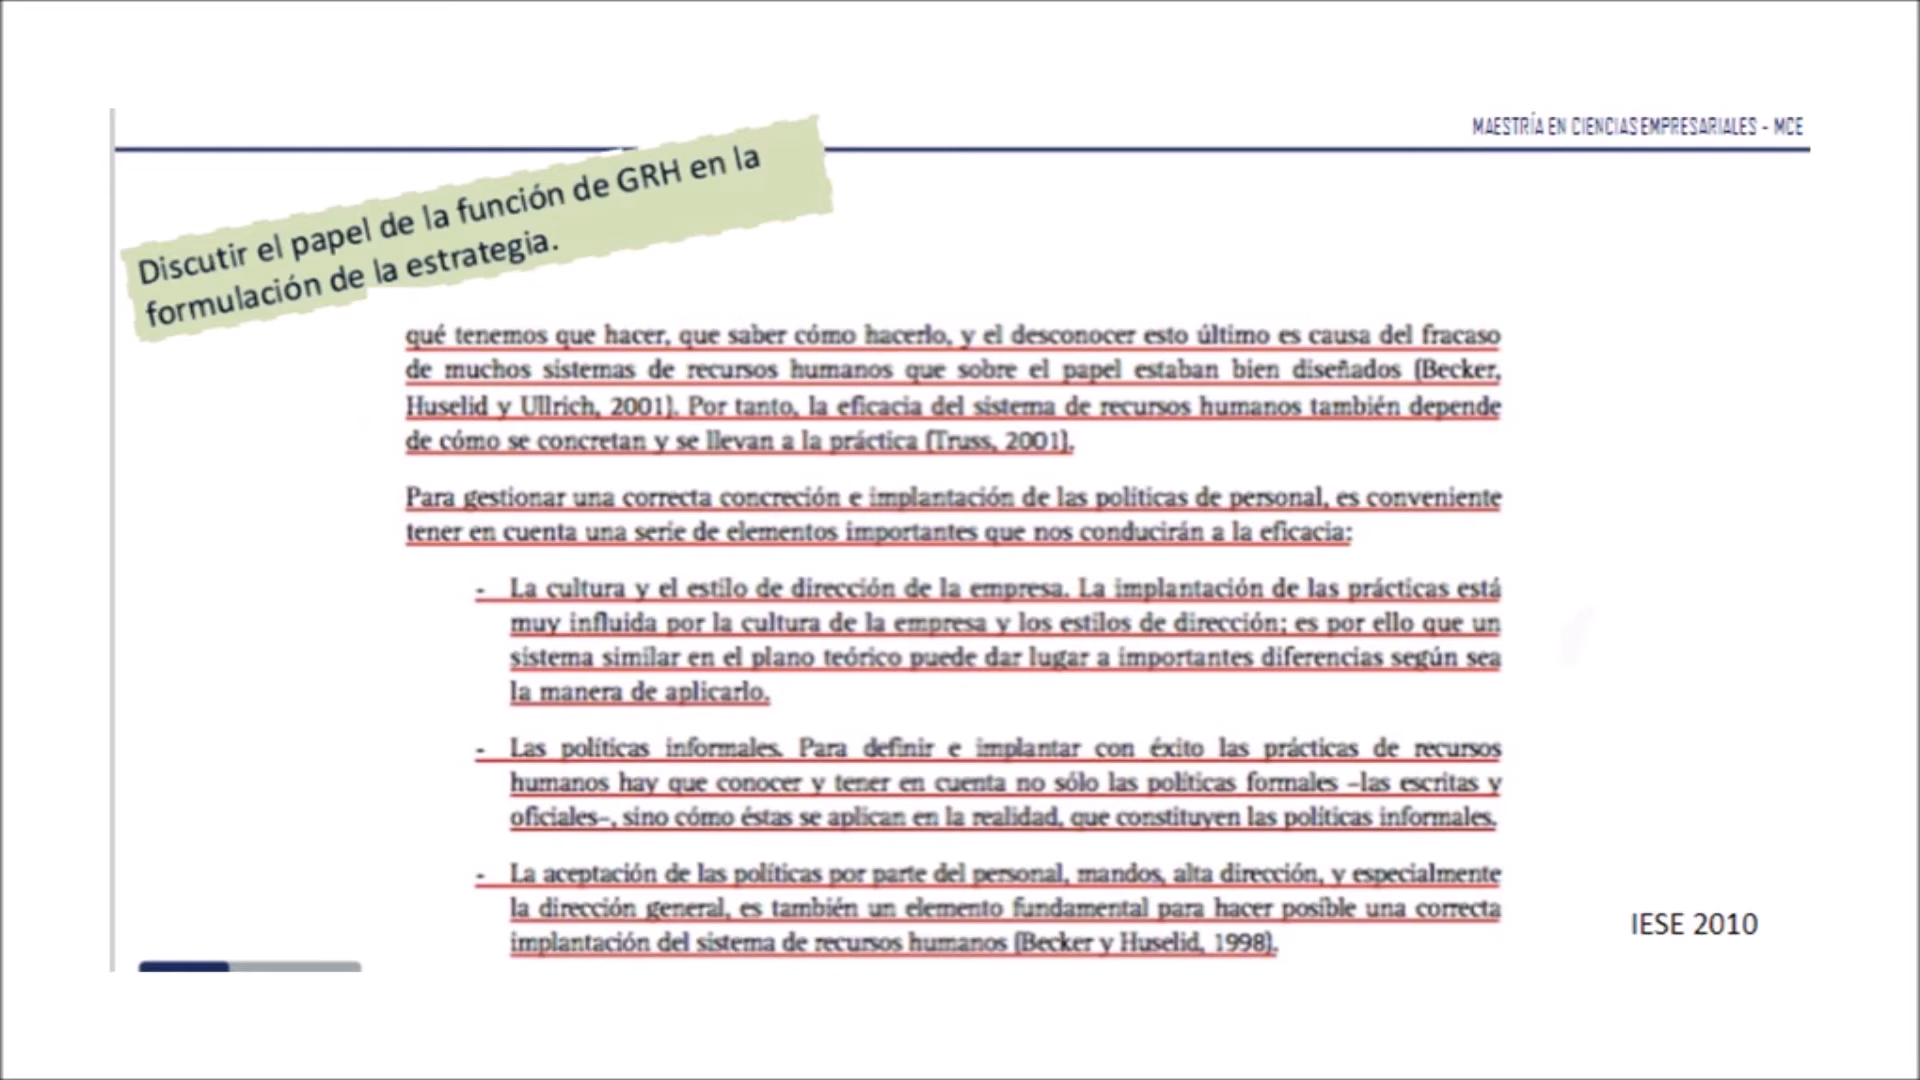 MAESTRÍA EN CIENCIAS EMPRESARIALES - MCE
Discutir el papel de la función de GRH en la
formulación de la estrategia.
qué tenemos que hacer, que saber cómo hacerlo, y el desconocer esto último es causa del fracaso
de muchos sistemas de recursos humanos que sobre el papel estaban bien diseñados (Becker,
Huselid y Ullrich, 2001). Por tanto, la eficacia del sistema de recursos humanos también depende
de cómo se concretan y se llevan a la práctica (Truss, 2001).
Para gestionar una correcta concreción e implantación de las políticas de personal, es conveniente
tener en cuenta una serie de elementos importantes que nos conducirán a la eficacia:
- La cultura y el estilo de dirección de la empresa. La implantación de las prácticas está
muy influida por la cultura de la empresa y los estilos de dirección; es por ello que un
sistema similar en el plano teórico puede dar lugar a importantes diferencias según sea
la manera de aplicarlo.
- Las políticas informales. Para definir e implantar con éxito las prácticas de recursos
humanos hay que conocer y tener en cuenta no sólo las políticas formales –las escritas y
oficiales–, sino cómo éstas se aplican en la realidad, que constituyen las políticas informales.
- La aceptación de las políticas por parte del personal, mandos, alta dirección, y especialmente
la dirección general, es también un elemento fundamental para hacer posible una correcta
implantación del sistema de recursos humanos (Becker y Huselid, 1998).
IESE 2010